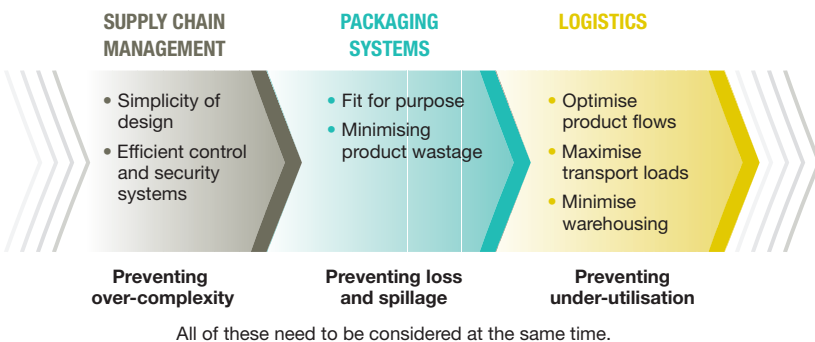 SUPPLY CHAIN
MANAGEMENT
• Simplicity of
design
• Efficient control
and security
systems
Preventing
over-complexity
PACKAGING
SYSTEMS
• Fit for purpose
• Minimising
product wastage
Preventing loss
and spillage
LOGISTICS
• Optimise
product flows
• Maximise
transport loads
• Minimise
warehousing
Preventing
under-utilisation
All of these need to be considered at the same time.